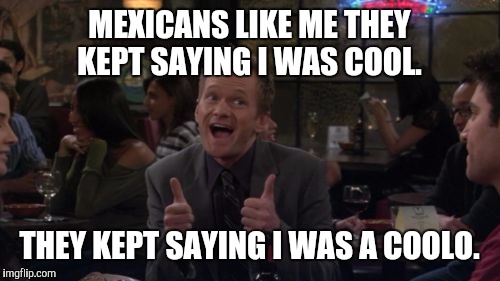 MEXICANS LIKE ME THEY
KEPT SAYING I WAS COOL.
THEY KEPT SAYING I WAS A COOLO.
imgflip.com